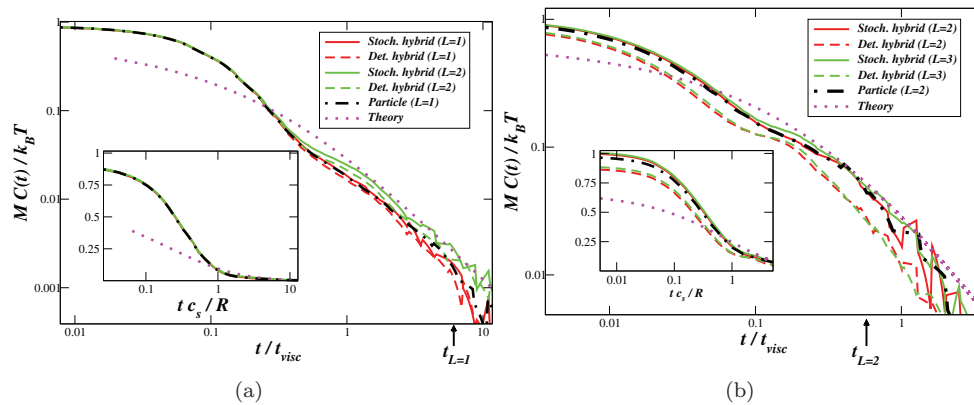 1
0.1
0.01
0.001
M C(t) / k_B T
Stoch. hybrid (L=1)
Det. hybrid (L=1)
Stoch. hybrid (L=2)
Det. hybrid (L=2)
Particle (L=1)
Theory
1
0.75
0.5
0.25
0.1
1
10
t c_s / R
0.01
0.1
1
10
t / t_visc
t_L=1
(a)
1
0.1
0.01
M C(t) / k_B T
Stoch. hybrid (L=2)
Det. hybrid (L=2)
Stoch. hybrid (L=3)
Det. hybrid (L=3)
Particle (L=2)
Theory
1
0.75
0.5
0.25
0.01
0.1
1
t c_s / R
0.01
0.1
1
t / t_visc
t_L=2
(b)